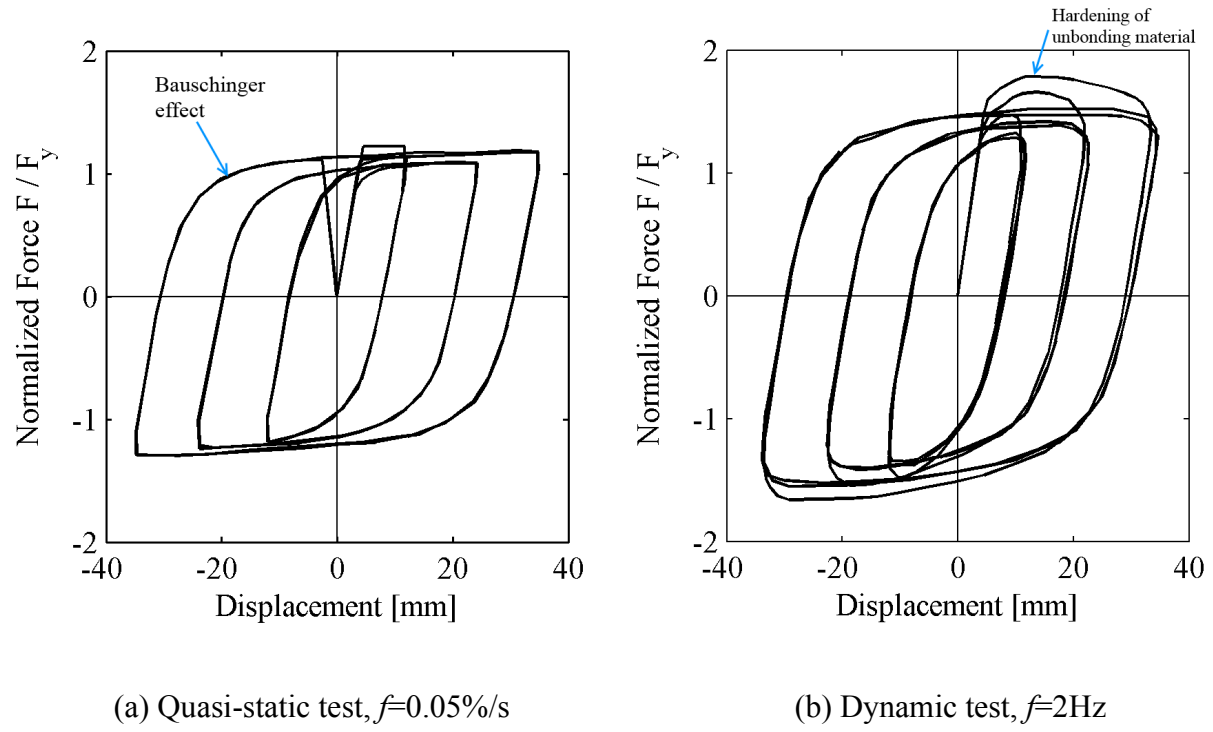 Bauschinger
effect
Normalized Force F / Fy
2
1
0
-1
-2
-40
-20
0
20
40
Displacement [mm]
(a) Quasi-static test, f=0.05%/s
Hardening of
unbonding material
Normalized Force F / Fy
2
1
0
-1
-2
-40
-20
0
20
40
Displacement [mm]
(b) Dynamic test, f=2Hz